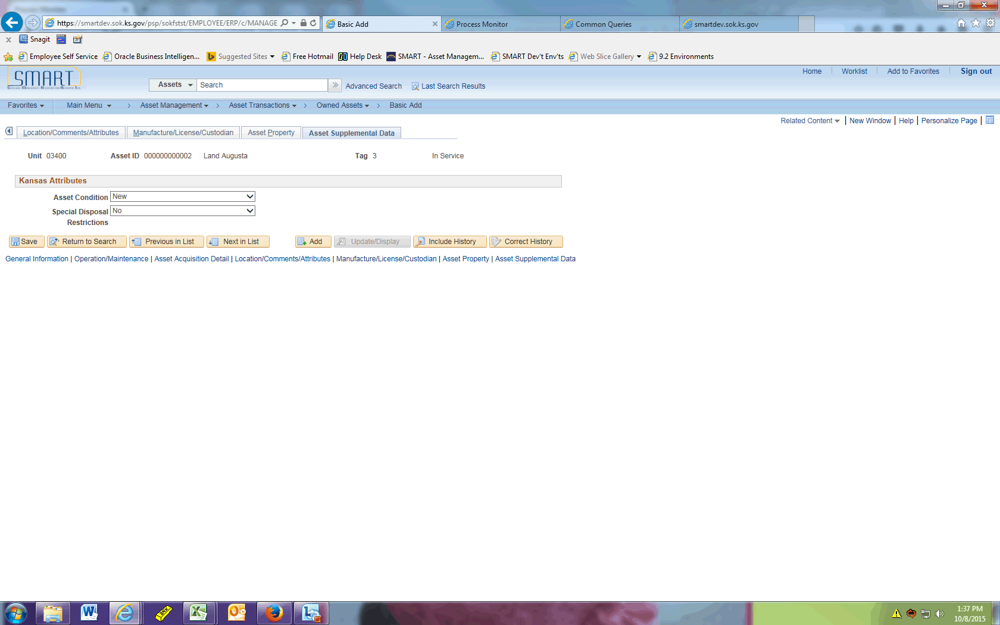 https://smartdev.sok.ks.gov/psp/sokfstst/EMPLOYEE/ERP/c/MANAGE
Basic Add
Process Monitor
Common Queries
smartdev.sok.ks.gov
Snagit
Employee Self Service
Oracle Business Intelligen...
Suggested Sites
Free Hotmail
Help Desk
SMART - Asset Managem...
SMART Dev't Env'ts
Web Slice Gallery
9.2 Environments
SMART
Home
Worklist
Add to Favorites
Sign out
Assets
Search
Advanced Search
Last Search Results
Favorites
Main Menu
Asset Management
Asset Transactions
Owned Assets
Basic Add
Related Content
New Window
Help
Personalize Page
Location/Comments/Attributes
Manufacture/License/Custodian
Asset Property
Asset Supplemental Data
Unit 03400
Asset ID 000000000002
Land Augusta
Tag 3
In Service
Kansas Attributes
Asset Condition New
Special Disposal No
Restrictions
Save
Return to Search
Previous in List
Next in List
Add
Update/Display
Include History
Correct History
General Information | Operation/Maintenance | Asset Acquisition Detail | Location/Comments/Attributes | Manufacture/License/Custodian | Asset Property | Asset Supplemental Data
1:37 PM
10/8/2015